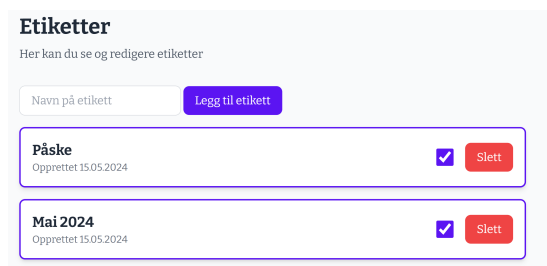 Etiketter
Her kan du se og redigere etiketter
Navn på etikett
Legg til etikett
Påske
Opprettet 15.05.2024
Slett
Mai 2024
Opprettet 15.05.2024
Slett